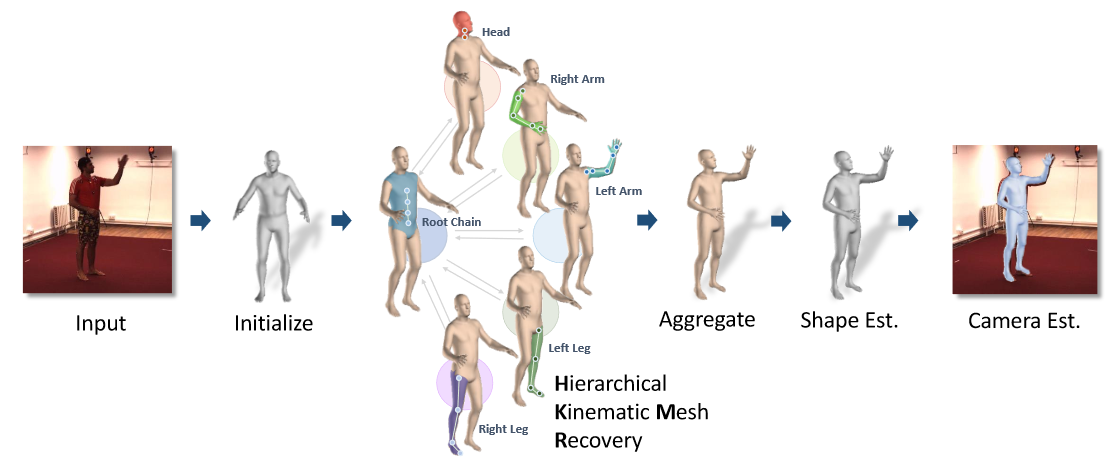 Head
Right Arm
Left Arm
Root Chain
Left Leg
Right Leg
Input
Initialize
Aggregate
Shape Est.
Camera Est.
Hierarchical
Kinematic Mesh
Recovery